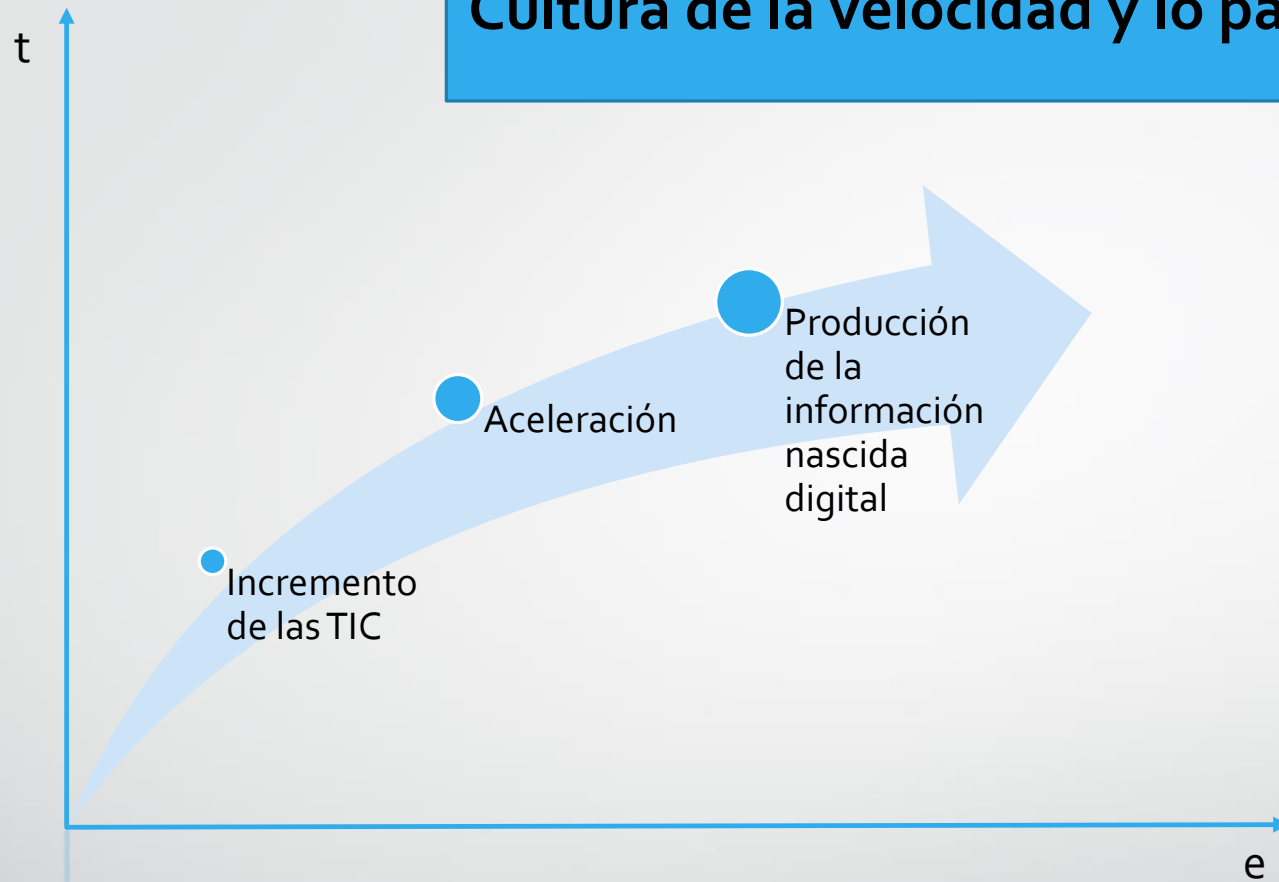 Cultura de la velocidad y lo pa
t
Producción
de la
información
nascida
digital
Aceleración
Incremento
de las TIC
e